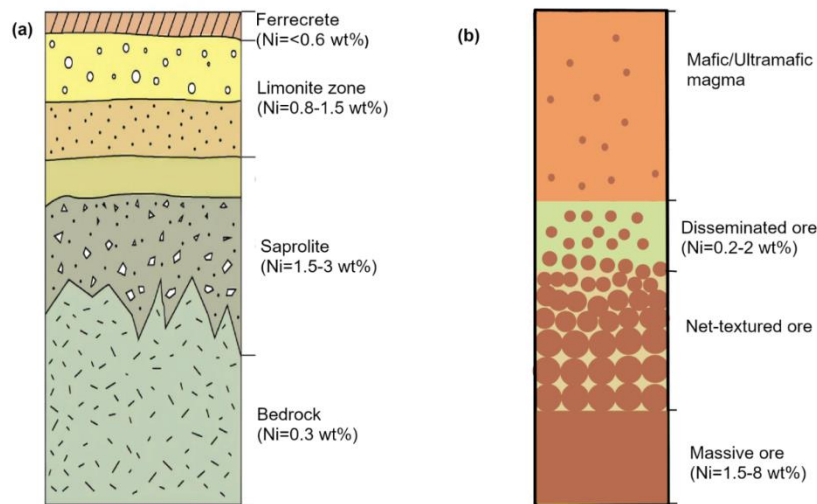 (a)
Ferrecrete
(Ni=<0.6 wt%)
Limonite zone
(Ni=0.8-1.5 wt%)
Saprolite
(Ni=1.5-3 wt%)
Bedrock
(Ni=0.3 wt%)
(b)
Mafic/Ultramafic
magma
Disseminated ore
(Ni=0.2-2 wt%)
Net-textured ore
Massive ore
(Ni=1.5-8 wt%)